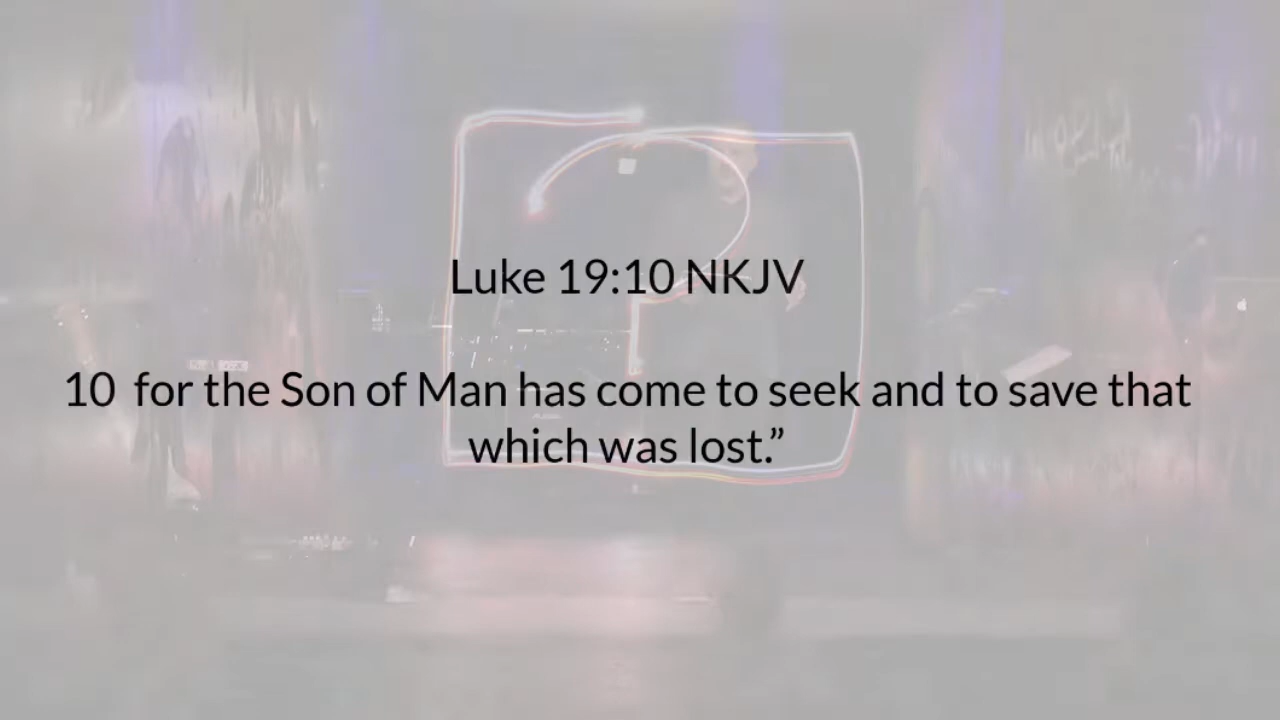 Luke 19:10 NKJV
10 for the Son of Man has come to seek and to save that
which was lost.”